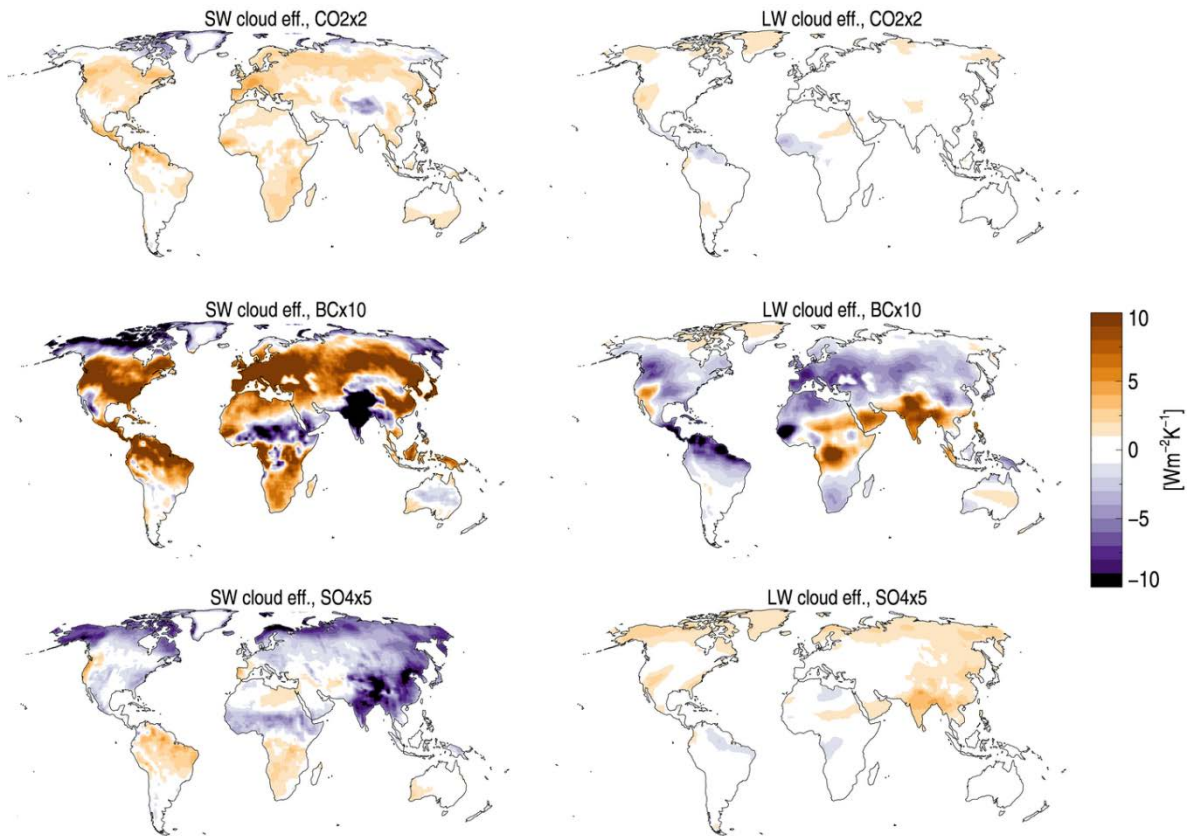 SW cloud eff., CO2x2
LW cloud eff., CO2x2
SW cloud eff., BCx10
LW cloud eff., BCx10
10
5
0
−5
−10
[Wm−2K−1]
SW cloud eff., SO4x5
LW cloud eff., SO4x5